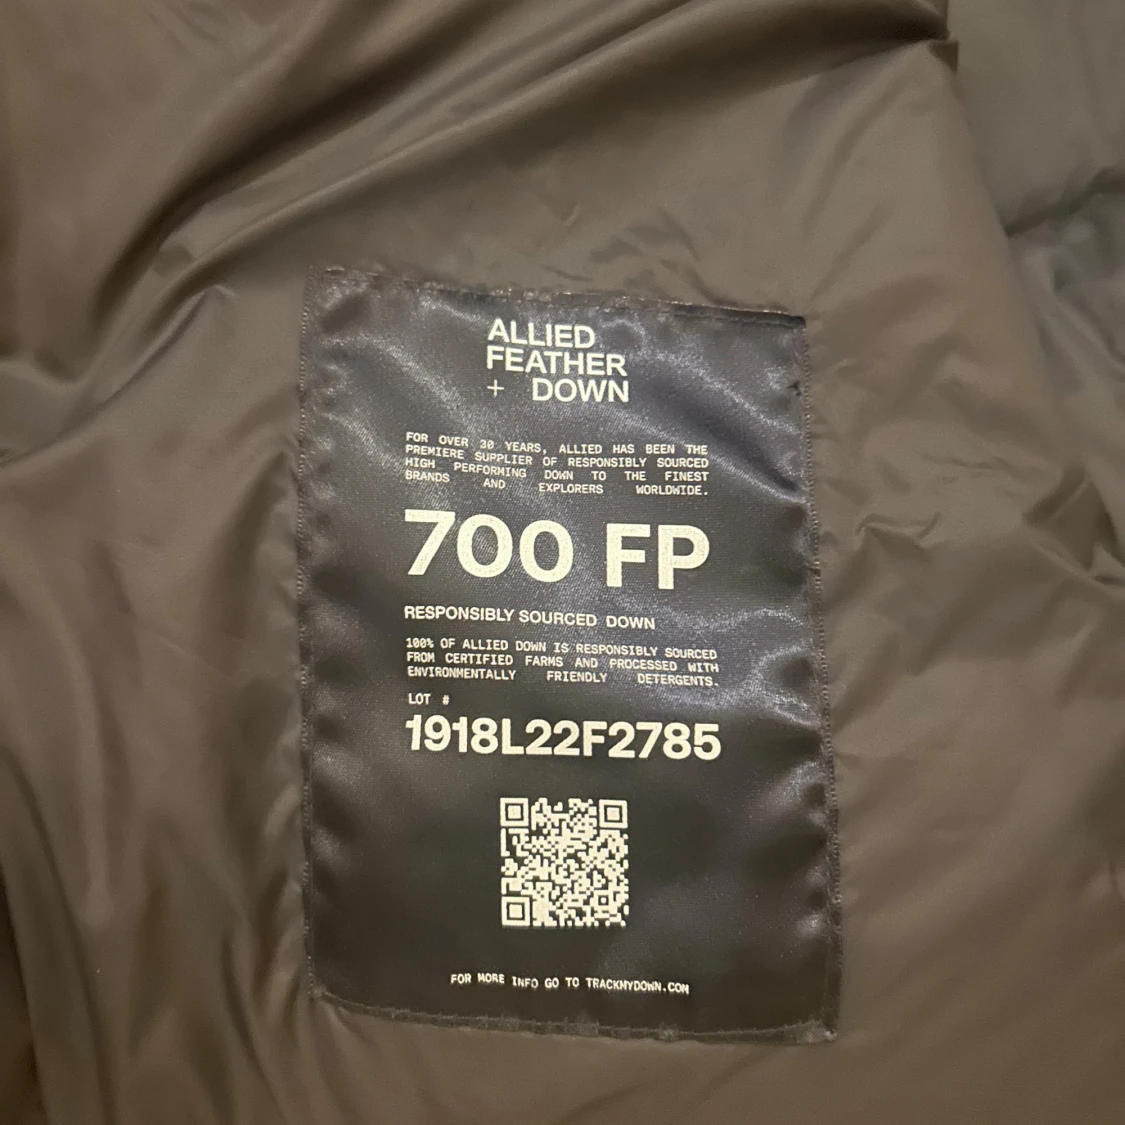 ALLIED
FEATHER
+ DOWN
FOR OVER 30 YEARS, ALLIED HAS BEEN THE
PREMIERE SUPPLIER OF RESPONSIBLY SOURCED
HIGH PERFORMING DOWN TO THE FINEST
BRANDS AND EXPLORERS WORLDWIDE.
700 FP
RESPONSIBLY SOURCED DOWN
100% OF ALLIED DOWN IS RESPONSIBLY SOURCED
FROM CERTIFIED FARMS AND PROCESSED WITH
ENVIRONMENTALLY FRIENDLY DETERGENTS.
LOT #
1918L22F2785
FOR MORE INFO GO TO TRACKMYDOWN.COM